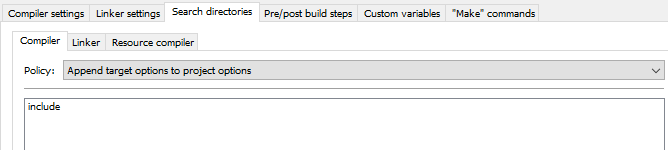 Compiler settings Linker settings Search directories Pre/post build steps Custom variables "Make" commands
Compiler Linker Resource compiler
Policy: Append target options to project options
include